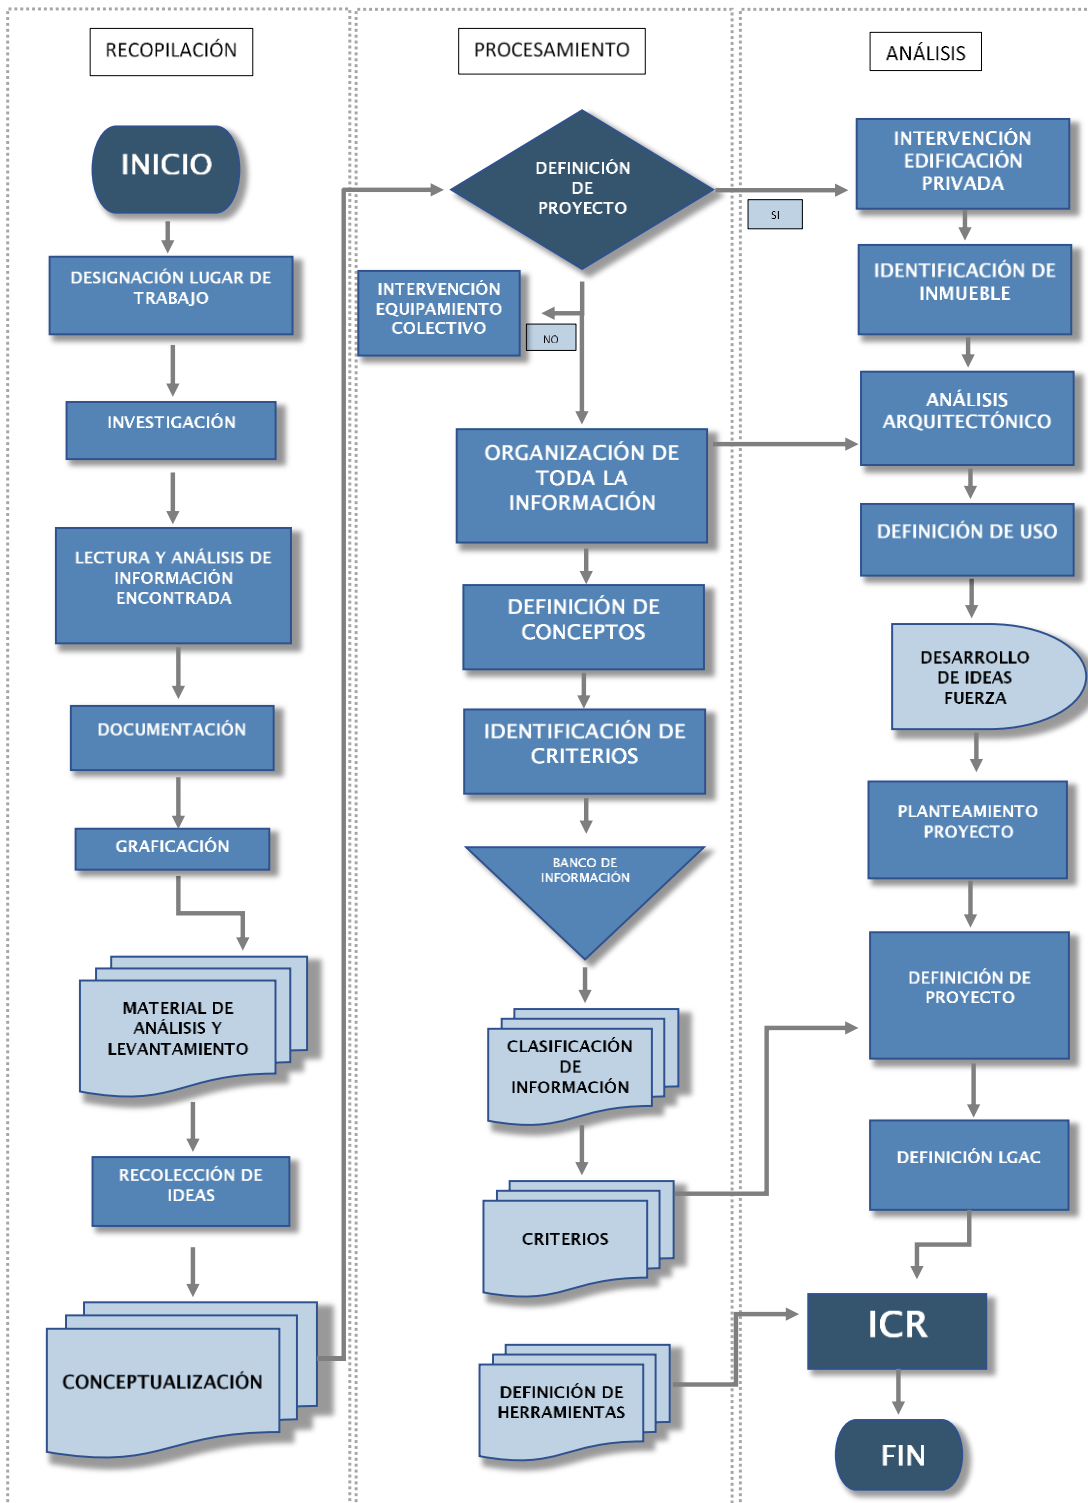 RECOPILACIÓN
INICIO
DESIGNACIÓN LUGAR DE
TRABAJO
INVESTIGACIÓN
LECTURA Y ANÁLISIS DE
INFORMACIÓN
ENCONTRADA
DOCUMENTACIÓN
GRAFICACIÓN
MATERIAL DE
ANÁLISIS Y
LEVANTAMIENTO
RECOLECCIÓN DE
IDEAS
CONCEPTUALIZACIÓN
PROCESAMIENTO
DEFINICIÓN
DE
PROYECTO
SI
INTERVENCIÓN
EQUIPAMIENTO
COLECTIVO
NO
ORGANIZACIÓN DE
TODA LA
INFORMACIÓN
DEFINICIÓN DE
CONCEPTOS
IDENTIFICACIÓN DE
CRITERIOS
BANCO DE
INFORMACIÓN
CLASIFICACIÓN
DE
INFORMACIÓN
CRITERIOS
DEFINICIÓN DE
HERRAMIENTAS
ANÁLISIS
INTERVENCIÓN
EDIFICACIÓN
PRIVADA
IDENTIFICACIÓN DE
INMUEBLE
ANÁLISIS
ARQUITECTÓNICO
DEFINICIÓN DE USO
DESARROLLO
DE IDEAS
FUERZA
PLANTEAMIENTO
PROYECTO
DEFINICIÓN DE
PROYECTO
DEFINICIÓN LGAC
ICR
FIN